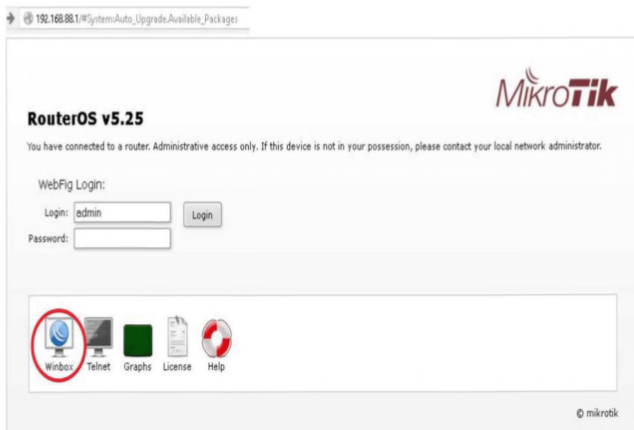 192.168.88.1/#System:Auto_Upgrade.Available_Packages
MikroTik
RouterOS v5.25
You have connected to a router. Administrative access only. If this device is not in your possession, please contact your local network administrator.
WebFig Login:
Login: admin Login
Password:
Winbox Telnet Graphs License Help
© mikrotik